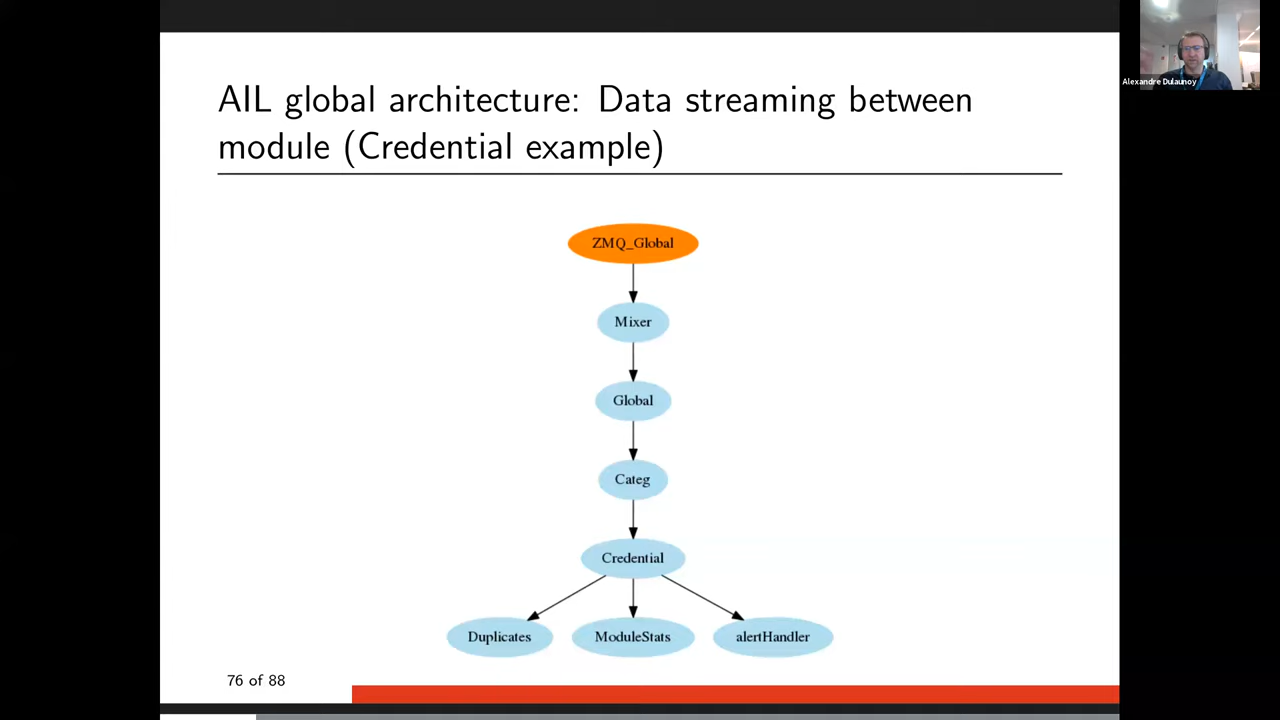 AIL global architecture: Data streaming between
module (Credential example)
Alexandre Dulaunoy
ZMQ_Global
Mixer
Global
Categ
Credential
Duplicates
ModuleStats
alertHandler
76 of 88